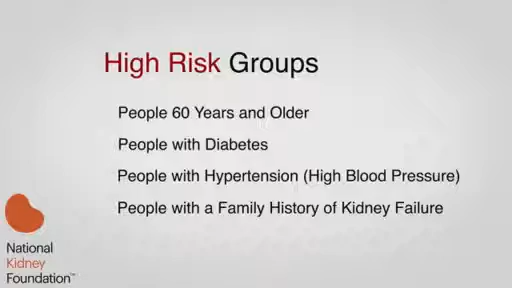 High Risk Groups
People 60 Years and Older
People with Diabetes
People with Hypertension (High Blood Pressure)
People with a Family History of Kidney Failure
National
Kidney
Foundation™